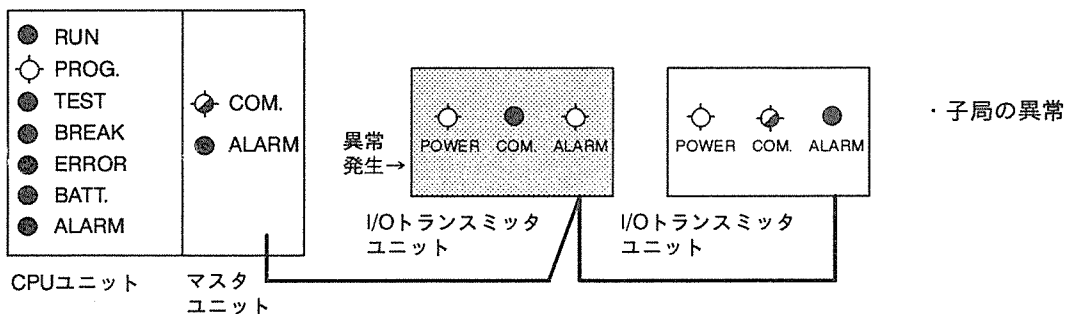 RUN
PROG.
TEST
BREAK
ERROR
BATT.
ALARM
COM.
ALARM
CPUユニット
マスタ
ユニット
異常
発生→
POWER COM. ALARM
I/Oトランスミッタ
ユニット
POWER COM. ALARM
I/Oトランスミッタ
ユニット
・子局の異常